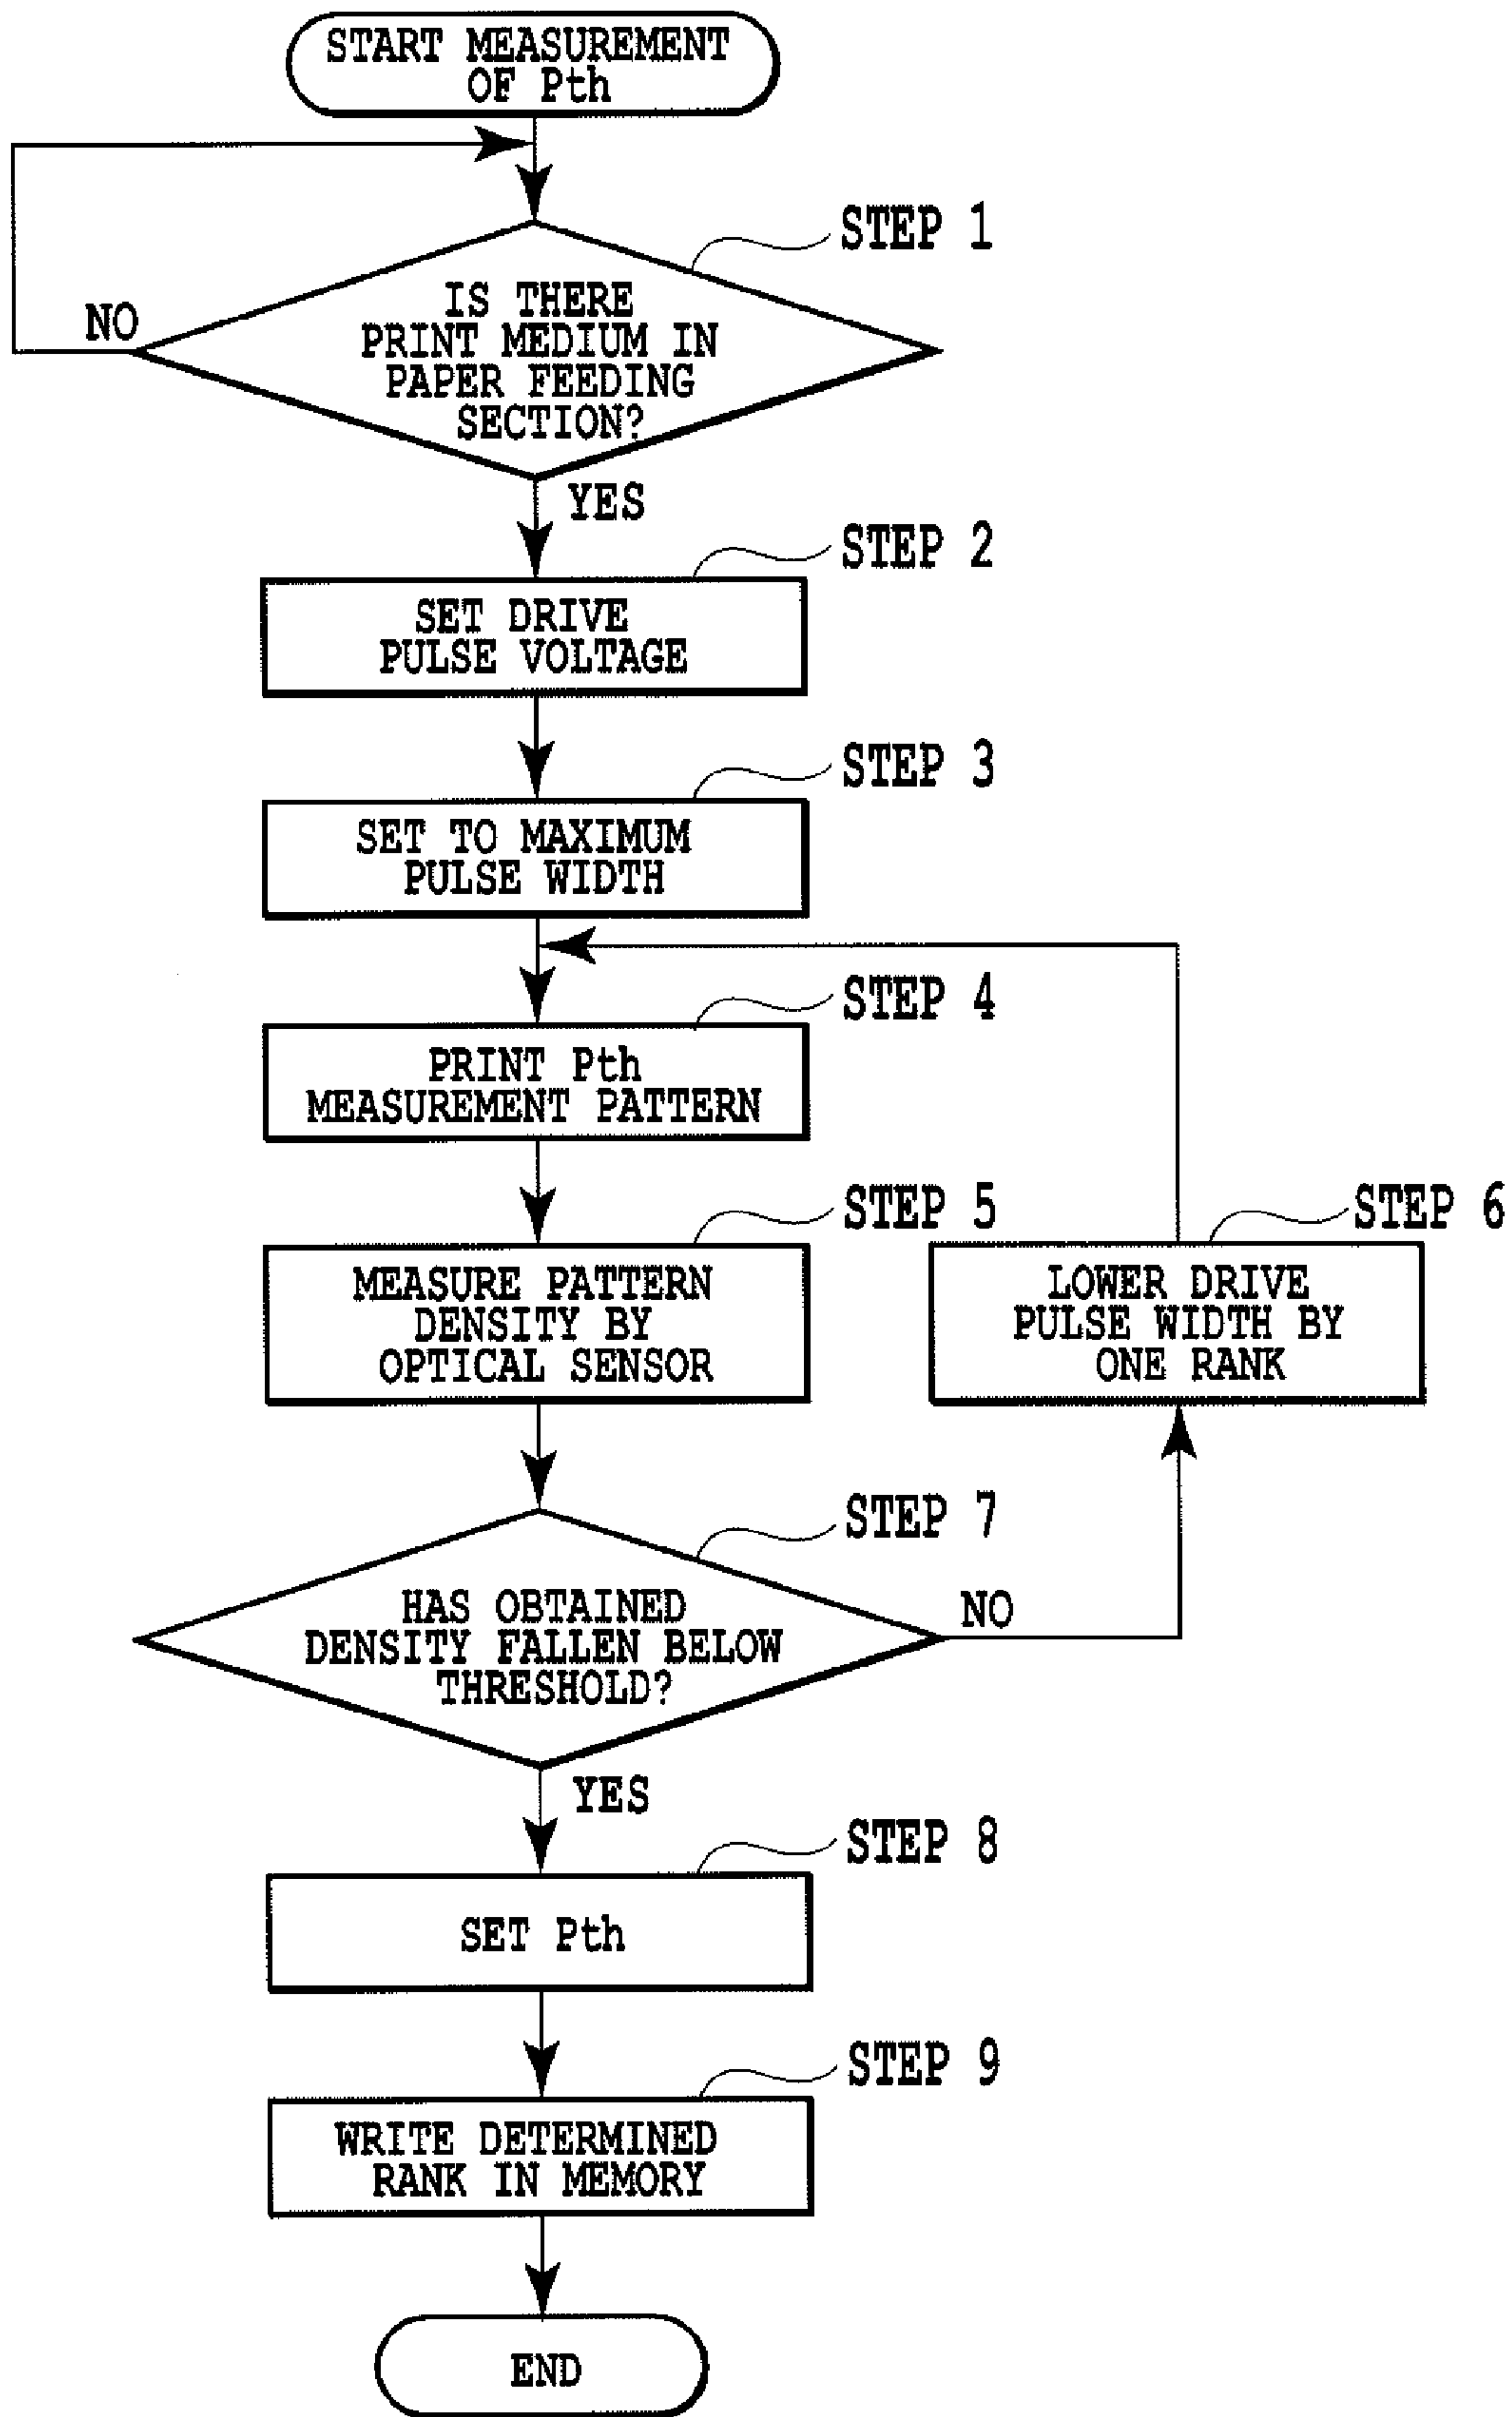 START MEASUREMENT
OF Pth
STEP 1
IS THERE
PRINT MEDIUM IN
PAPER FEEDING
SECTION?
NO
YES
STEP 2
SET DRIVE
PULSE VOLTAGE
STEP 3
SET TO MAXIMUM
PULSE WIDTH
STEP 4
PRINT Pth
MEASUREMENT PATTERN
STEP 5
MEASURE PATTERN
DENSITY BY
OPTICAL SENSOR
STEP 6
LOWER DRIVE
PULSE WIDTH BY
ONE RANK
STEP 7
HAS OBTAINED
DENSITY FALLEN BELOW
THRESHOLD?
NO
YES
STEP 8
SET Pth
STEP 9
WRITE DETERMINED
RANK IN MEMORY
END